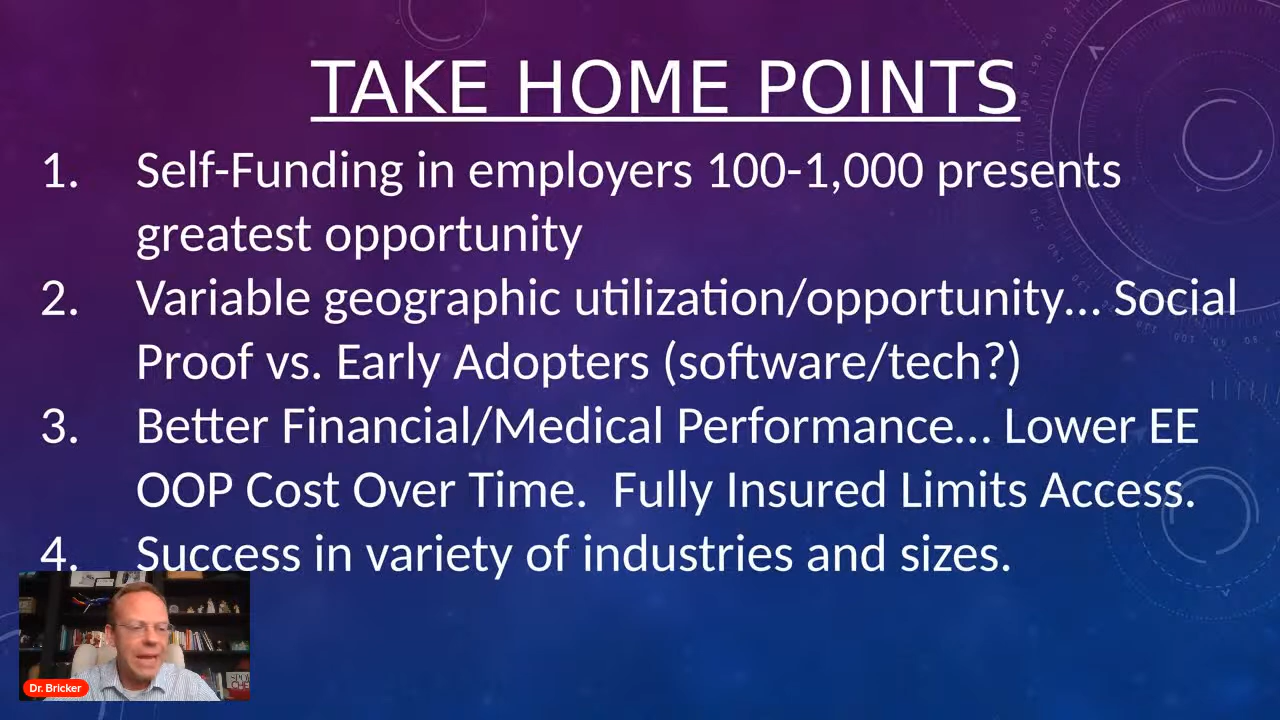 TAKE HOME POINTS
1. Self-Funding in employers 100-1,000 presents
greatest opportunity
2. Variable geographic utilization/opportunity... Social
Proof vs. Early Adopters (software/tech?)
3. Better Financial/Medical Performance... Lower EE
OOP Cost Over Time.  Fully Insured Limits Access.
4. Success in variety of industries and sizes.
Dr. Bricker